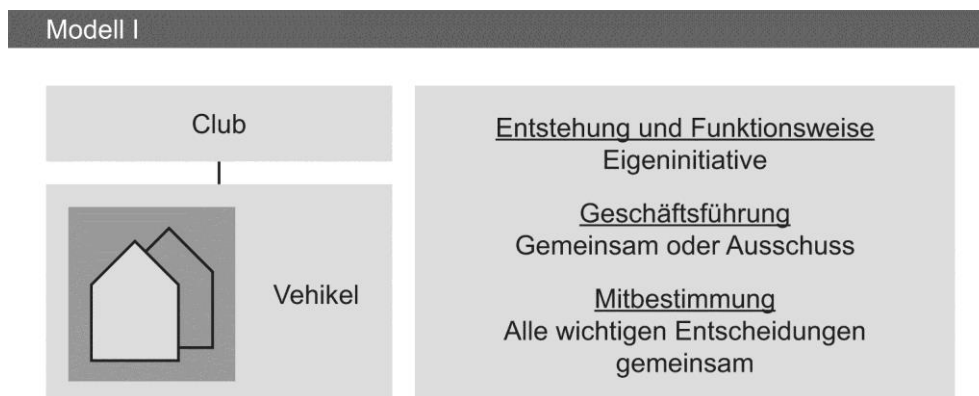 Modell I
Club
Vehikel
Entstehung und Funktionsweise
Eigeninitiative
Geschäftsführung
Gemeinsam oder Ausschuss
Mitbestimmung
Alle wichtigen Entscheidungen
gemeinsam